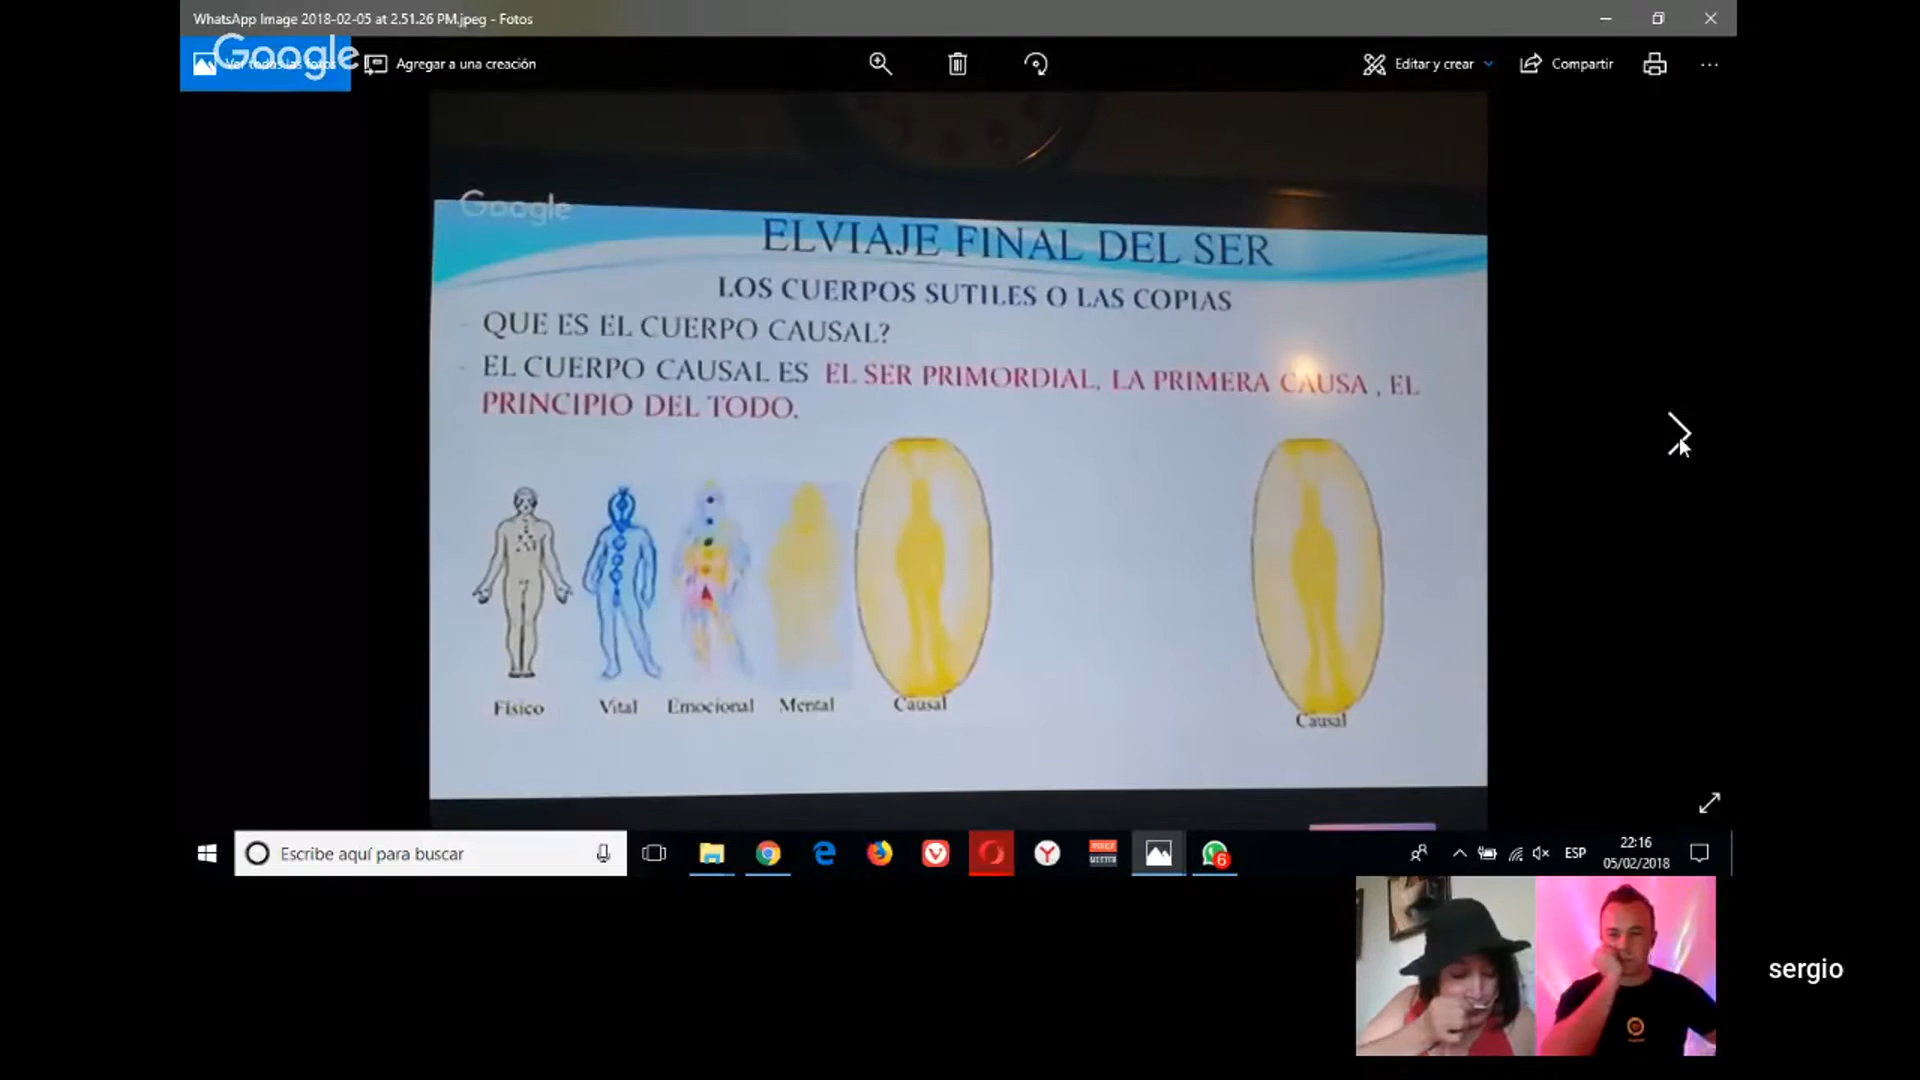 WhatsApp Image 2018-02-05 at 2.51.26 PM.jpeg - Fotos
Google
Agregar a una creación
Editar y crear
Compartir
Google
ELVIAJE FINAL DEL SER
LOS CUERPOS SUTILES O LAS COPIAS
- QUE ES EL CUERPO CAUSAL?
- EL CUERPO CAUSAL ES EL SER PRIMORDIAL, LA PRIMERA CAUSA , EL
PRINCIPIO DEL TODO.
Físico Vital Emocional Mental Causal Causal
Escribe aquí para buscar
6
ESP
22:16
05/02/2018
sergio